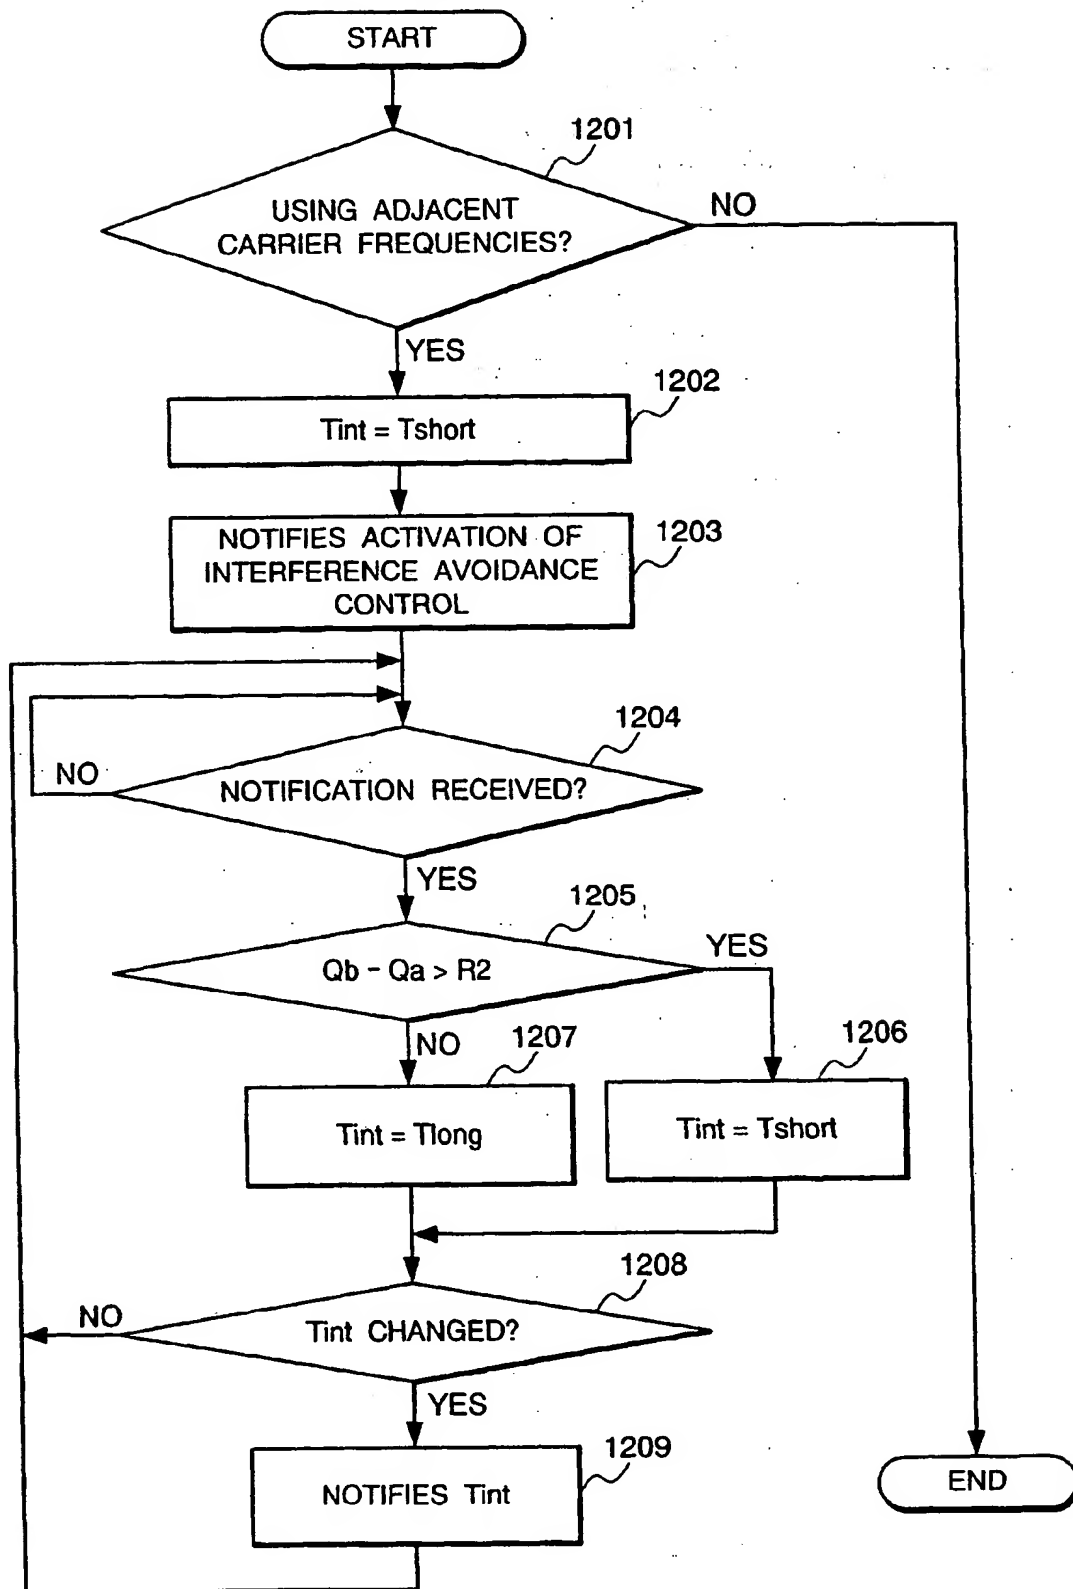 START
1201
USING ADJACENT
CARRIER FREQUENCIES?
NO
YES
1202
Tint = Tshort
1203
NOTIFIES ACTIVATION OF
INTERFERENCE AVOIDANCE
CONTROL
1204
NO
NOTIFICATION RECEIVED?
YES
1205
Qb - Qa > R2
YES
NO
1207
1206
Tint = Tlong
Tint = Tshort
1208
NO
Tint CHANGED?
YES
1209
NOTIFIES Tint
END